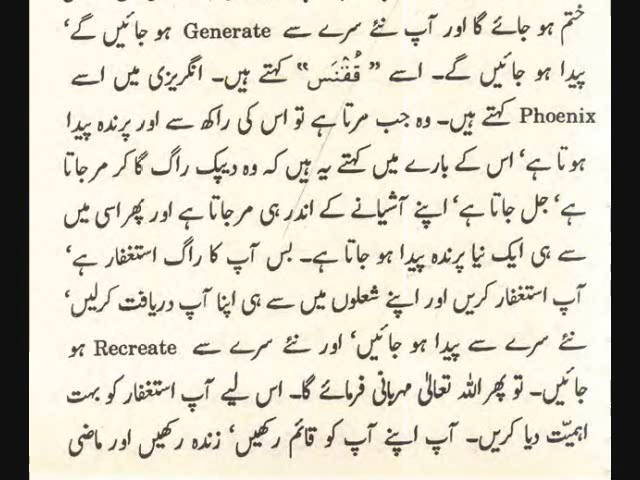 ختم ہو جائے گا اور آپ نئے سرے سے Generate ہو جائیں گے‘
پیدا ہو جائیں گے۔ اسے ”قُقْنَس“ کہتے ہیں۔ انگریزی میں اسے
Phoenix کہتے ہیں۔ وہ جب مرتا ہے تو اس کی راکھ سے اور پرندہ پیدا
ہوتا ہے‘ اس کے بارے میں کہتے یہ ہیں کہ وہ دیپک راگ گا کر مر جاتا
ہے‘ جل جاتا ہے‘ اپنے آشیانے کے اندر ہی مر جاتا ہے اور پھر اسی میں
سے ہی ایک نیا پرندہ پیدا ہو جاتا ہے۔ بس آپ کا راگ استغفار ہے‘
آپ استغفار کریں اور اپنے شعلوں میں سے ہی اپنا آپ دریافت کرلیں‘
نئے سرے سے پیدا ہو جائیں‘ اور نئے سرے سے Recreate ہو
جائیں۔ تو پھر اللہ تعالیٰ مہربانی فرمائے گا۔ اس لیے آپ استغفار کو بہت
اہمیّت دیا کریں۔ آپ اپنے آپ کو قائم رکھیں‘ زندہ رکھیں اور ماضی